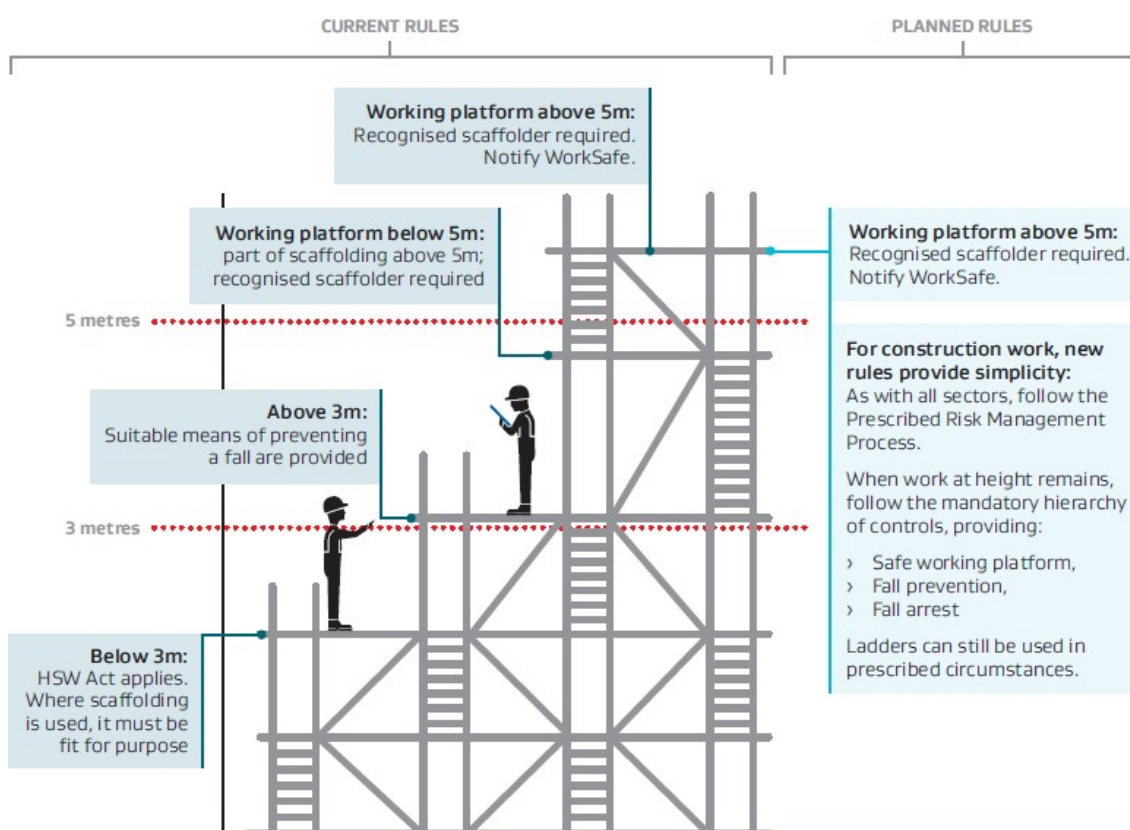 CURRENT RULES
PLANNED RULES
Working platform above 5m:
Recognised scaffolder required.
Notify WorkSafe.
Working platform below 5m:
part of scaffolding above 5m;
recognised scaffolder required
5 metres
Above 3m:
Suitable means of preventing
a fall are provided
3 metres
Below 3m:
HSW Act applies.
Where scaffolding
is used, it must be
fit for purpose
Working platform above 5m:
Recognised scaffolder required.
Notify WorkSafe.
For construction work, new
rules provide simplicity:
As with all sectors, follow the
Prescribed Risk Management
Process.
When work at height remains,
follow the mandatory hierarchy
of controls, providing:
› Safe working platform,
› Fall prevention,
› Fall arrest
Ladders can still be used in
prescribed circumstances.